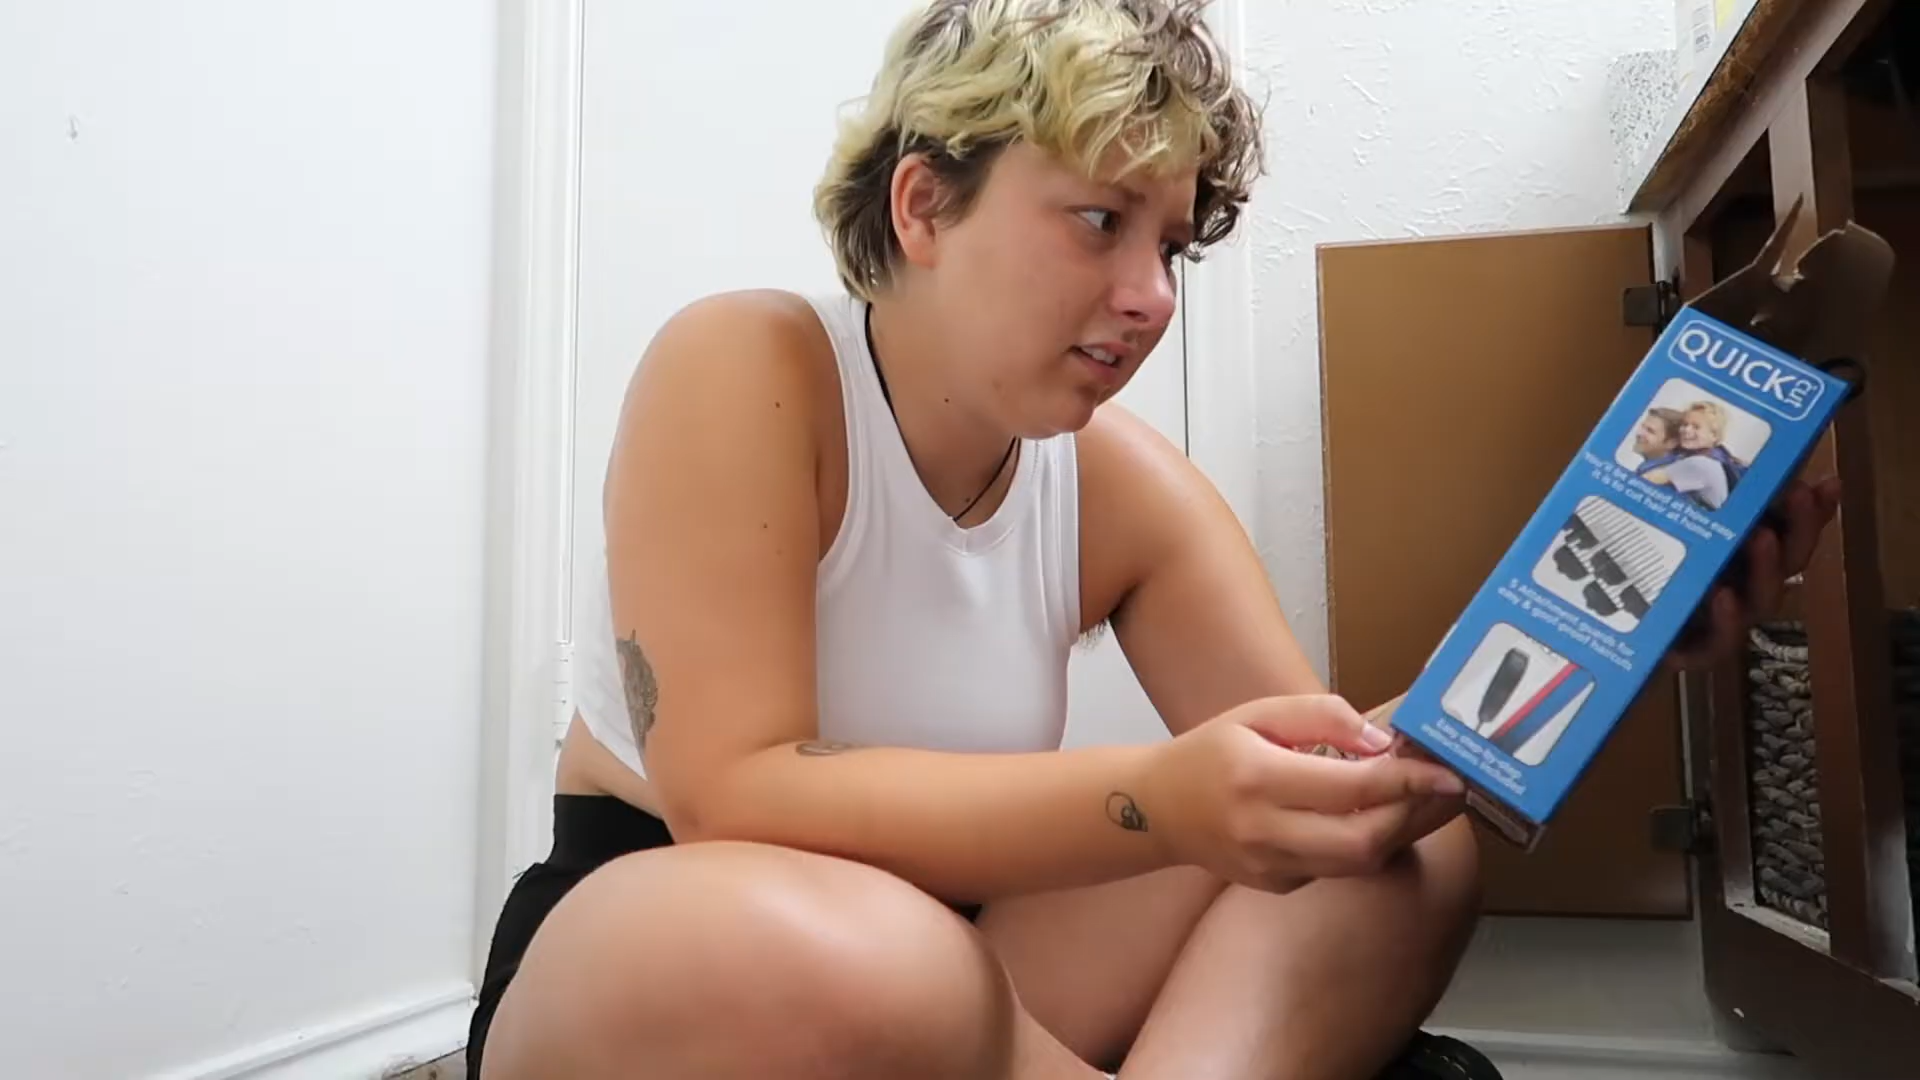 QUICK
You'll be amazed at how easy
it is to cut hair at home
5 Attachment guards for
easy & goof-proof haircuts
Easy step-by-step
instructions included